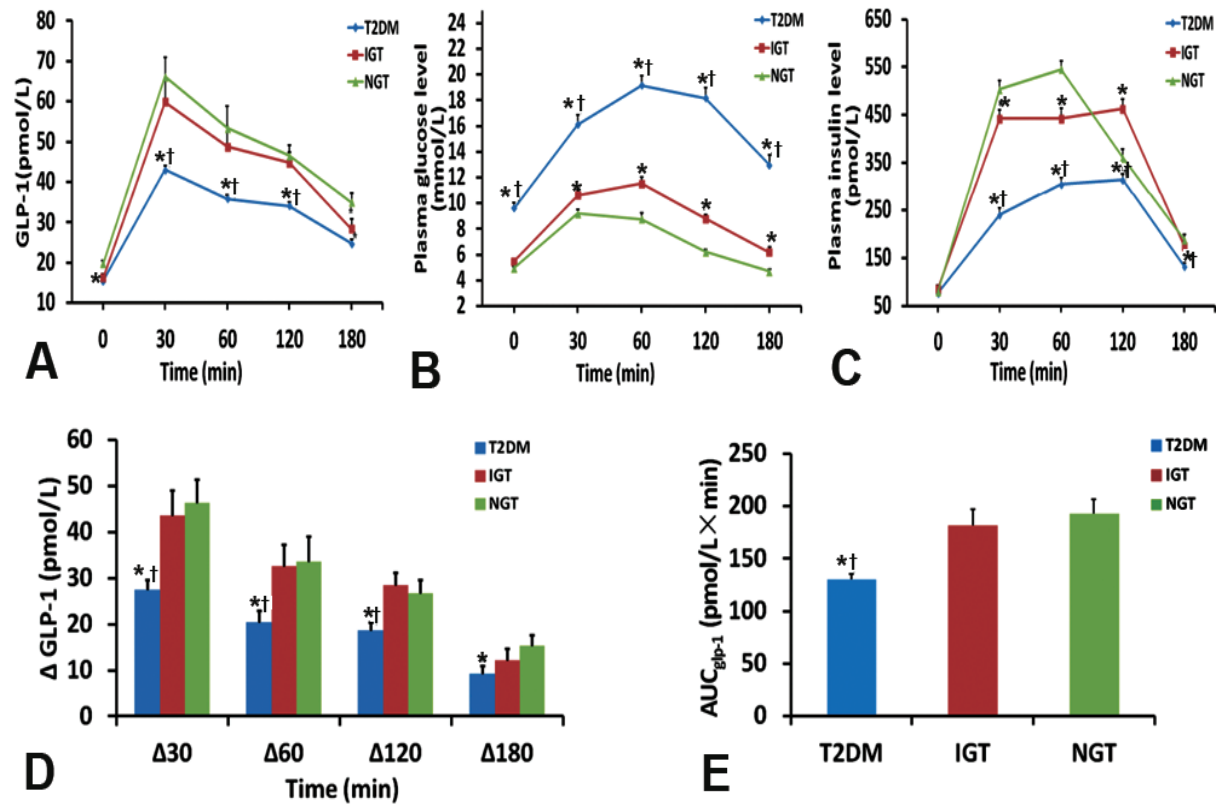 80
70
60
50
40
30
20
10
GLP-1(pmol/L)
T2DM
IGT
NGT
*†
*†
*†
*
*
0 30 60 120 180
Time (min)
A
24
22
20
18
16
14
12
10
8
6
4
2
Plasma glucose level
(mmol/L)
T2DM
IGT
NGT
*†
*†
*†
*†
*†
*
*
*
*
0 30 60 120 180
Time (min)
B
650
550
450
350
250
150
50
Plasma insulin level
(pmol/L)
T2DM
IGT
NGT
*
*
*
*†
*†
*†
*†
0 30 60 120 180
Time (min)
C
60
50
40
30
20
10
0
Δ GLP-1 (pmol/L)
T2DM
IGT
NGT
*†
*†
*†
*
Δ30 Δ60 Δ120 Δ180
Time (min)
D
250
200
150
100
50
0
AUCglp-1 (pmol/L×min)
T2DM
IGT
NGT
*†
T2DM IGT NGT
E